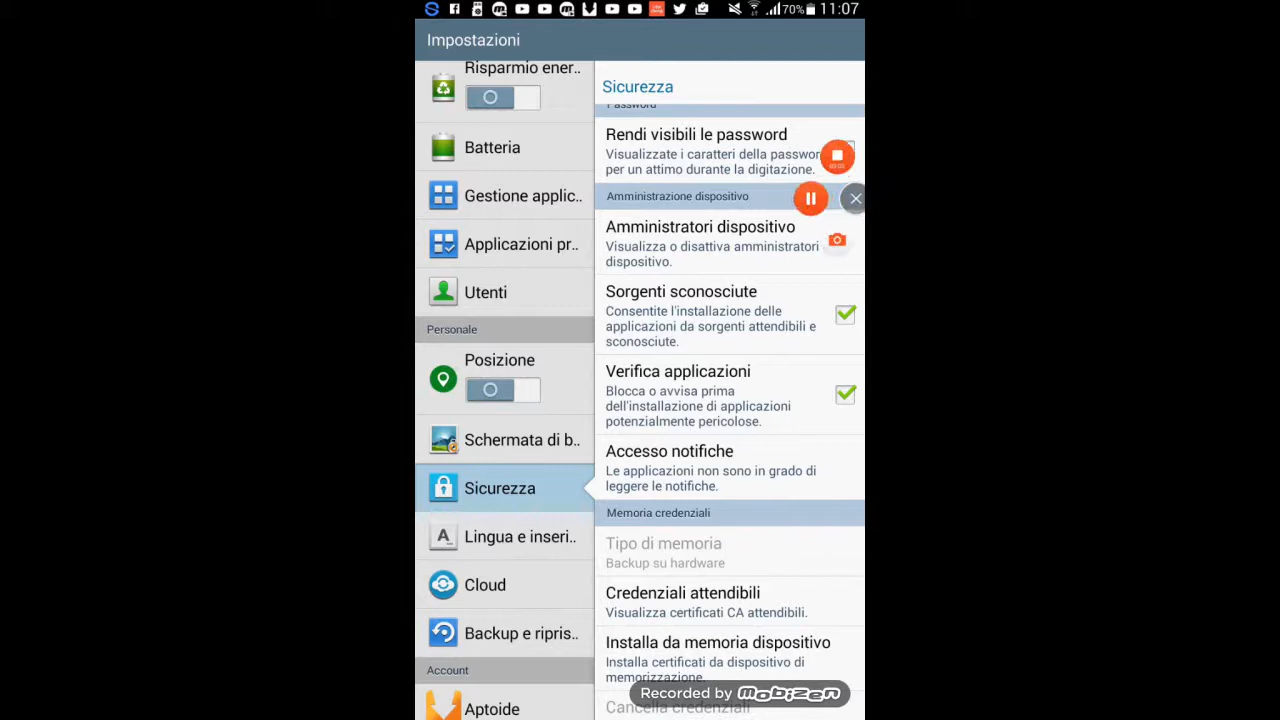 70% 11:07
Impostazioni
Risparmio ener..
Batteria
Gestione applic..
Applicazioni pr..
Utenti
Personale
Posizione
Schermata di b..
Sicurezza
Lingua e inseri..
Cloud
Backup e ripris..
Account
Aptoide
Sicurezza
Password
Rendi visibili le password
Visualizzate i caratteri della passwor
per un attimo durante la digitazione.
Amministrazione dispositivo
Amministratori dispositivo
Visualizza o disattiva amministratori
dispositivo.
Sorgenti sconosciute
Consentite l'installazione delle
applicazioni da sorgenti attendibili e
sconosciute.
Verifica applicazioni
Blocca o avvisa prima
dell'installazione di applicazioni
potenzialmente pericolose.
Accesso notifiche
Le applicazioni non sono in grado di
leggere le notifiche.
Memoria credenziali
Tipo di memoria
Backup su hardware
Credenziali attendibili
Visualizza certificati CA attendibili.
Installa da memoria dispositivo
Installa certificati da dispositivo di
memorizzazione.
Cancella credenziali
Recorded by mobizen